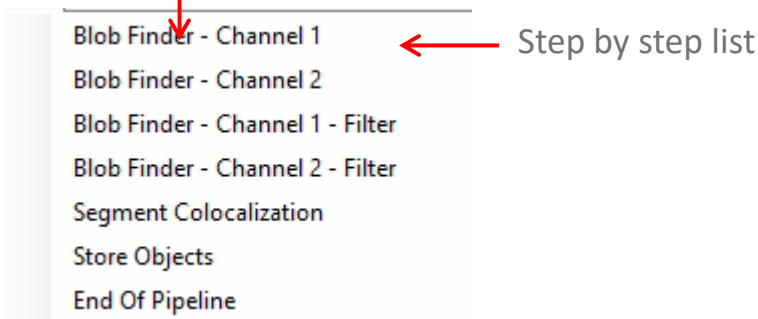 Blob Finder - Channel 1
Step by step list
Blob Finder - Channel 2
Blob Finder - Channel 1 - Filter
Blob Finder - Channel 2 - Filter
Segment Colocalization
Store Objects
End Of Pipeline